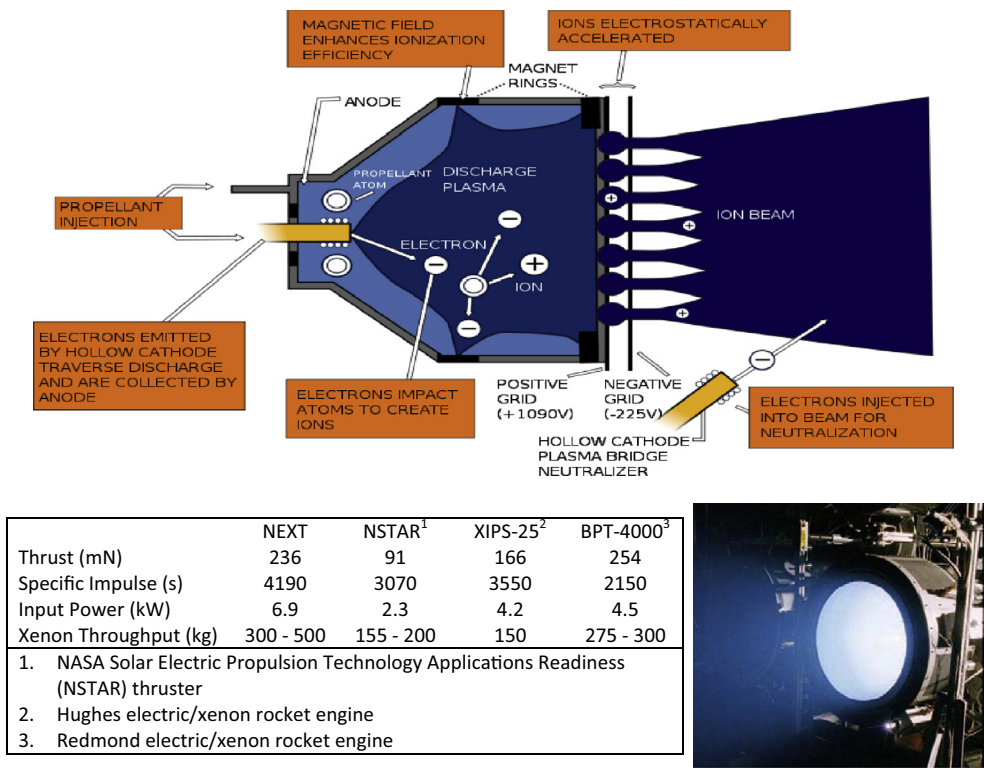 MAGNETIC FIELD
ENHANCES IONIZATION
EFFICIENCY
IONS ELECTROSTATICALLY
ACCELERATED
MAGNET
RINGS
ANODE
PROPELLANT
ATOM
DISCHARGE
PLASMA
PROPELLANT
INJECTION
ELECTRON
ION
ION BEAM
ELECTRONS EMITTED
BY HOLLOW CATHODE
TRAVERSE DISCHARGE
AND ARE COLLECTED BY
ANODE
ELECTRONS IMPACT
ATOMS TO CREATE
IONS
POSITIVE
GRID
(+1090V)
NEGATIVE
GRID
(-225V)
HOLLOW CATHODE
PLASMA BRIDGE
NEUTRALIZER
ELECTRONS INJECTED
INTO BEAM FOR
NEUTRALIZATION
NEXT NSTAR1 XIPS-252 BPT-40003
Thrust (mN) 236 91 166 254
Specific Impulse (s) 4190 3070 3550 2150
Input Power (kW) 6.9 2.3 4.2 4.5
Xenon Throughput (kg) 300 - 500 155 - 200 150 275 - 300
1. NASA Solar Electric Propulsion Technology Applications Readiness
(NSTAR) thruster
2. Hughes electric/xenon rocket engine
3. Redmond electric/xenon rocket engine